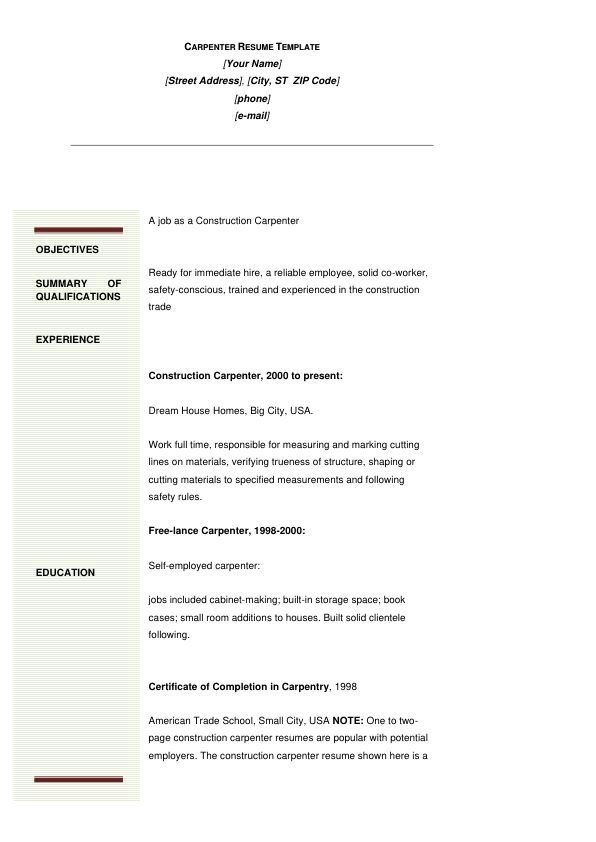 CARPENTER RESUME TEMPLATE
[Your Name]
[Street Address], [City, ST  ZIP Code]
[phone]
[e-mail]
A job as a Construction Carpenter
OBJECTIVES
SUMMARY OF
QUALIFICATIONS
Ready for immediate hire, a reliable employee, solid co-worker,
safety-conscious, trained and experienced in the construction
trade
EXPERIENCE
Construction Carpenter, 2000 to present:
Dream House Homes, Big City, USA.
Work full time, responsible for measuring and marking cutting
lines on materials, verifying trueness of structure, shaping or
cutting materials to specified measurements and following
safety rules.
Free-lance Carpenter, 1998-2000:
Self-employed carpenter:
jobs included cabinet-making; built-in storage space; book
cases; small room additions to houses. Built solid clientele
following.
EDUCATION
Certificate of Completion in Carpentry, 1998
American Trade School, Small City, USA NOTE: One to two-
page construction carpenter resumes are popular with potential
employers. The construction carpenter resume shown here is a